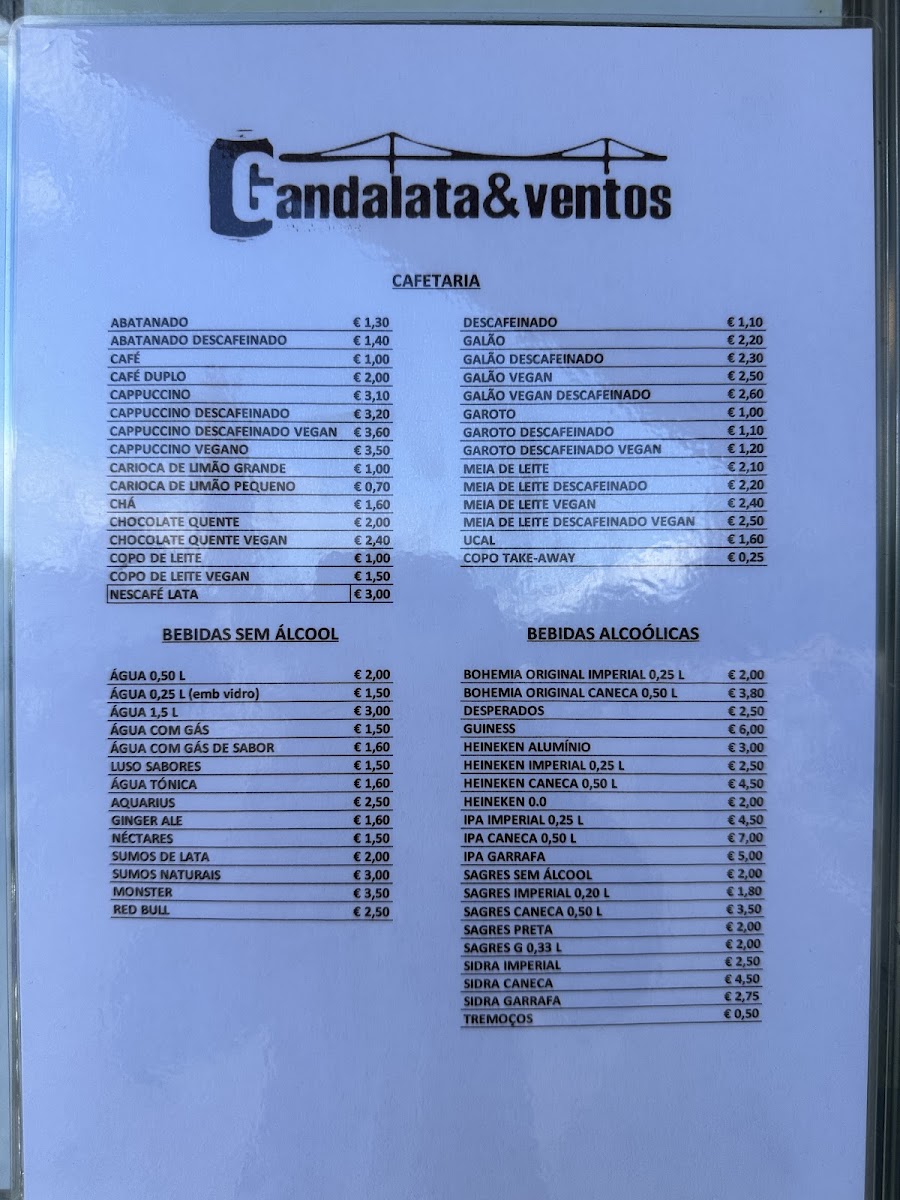 Gandalata&ventos
CAFETARIA
ABATANADO € 1,30
ABATANADO DESCAFEINADO € 1,40
CAFÉ € 1,00
CAFÉ DUPLO € 2,00
CAPPUCCINO € 3,10
CAPPUCCINO DESCAFEINADO € 3,20
CAPPUCCINO DESCAFEINADO VEGAN € 3,60
CAPPUCCINO VEGANO € 3,50
CARIOCA DE LIMÃO GRANDE € 1,00
CARIOCA DE LIMÃO PEQUENO € 0,70
CHÁ € 1,60
CHOCOLATE QUENTE € 2,00
CHOCOLATE QUENTE VEGAN € 2,40
COPO DE LEITE € 1,00
COPO DE LEITE VEGAN € 1,50
NESCAFÉ LATA € 3,00
DESCAFEINADO € 1,10
GALÃO € 2,20
GALÃO DESCAFEINADO € 2,30
GALÃO VEGAN € 2,50
GALÃO VEGAN DESCAFEINADO € 2,60
GAROTO € 1,00
GAROTO DESCAFEINADO € 1,10
GAROTO DESCAFEINADO VEGAN € 1,20
MEIA DE LEITE € 2,10
MEIA DE LEITE DESCAFEINADO € 2,20
MEIA DE LEITE VEGAN € 2,40
MEIA DE LEITE DESCAFEINADO VEGAN € 2,50
UCAL € 1,60
COPO TAKE-AWAY € 0,25
BEBIDAS SEM ÁLCOOL
ÁGUA 0,50 L € 2,00
ÁGUA 0,25 L (emb vidro) € 1,50
ÁGUA 1,5 L € 3,00
ÁGUA COM GÁS € 1,50
ÁGUA COM GÁS DE SABOR € 1,60
LUSO SABORES € 1,50
ÁGUA TÓNICA € 1,60
AQUARIUS € 2,50
GINGER ALE € 1,60
NÉCTARES € 1,50
SUMOS DE LATA € 2,00
SUMOS NATURAIS € 3,00
MONSTER € 3,50
RED BULL € 2,50
BEBIDAS ALCOÓLICAS
BOHEMIA ORIGINAL IMPERIAL 0,25 L € 2,00
BOHEMIA ORIGINAL CANECA 0,50 L € 3,80
DESPERADOS € 2,50
GUINESS € 6,00
HEINEKEN ALUMÍNIO € 3,00
HEINEKEN IMPERIAL 0,25 L € 2,50
HEINEKEN CANECA 0,50 L € 4,50
HEINEKEN 0.0 € 2,00
IPA IMPERIAL 0,25 L € 4,50
IPA CANECA 0,50 L € 7,00
IPA GARRAFA € 5,00
SAGRES SEM ÁLCOOL € 2,00
SAGRES IMPERIAL 0,20 L € 1,80
SAGRES CANECA 0,50 L € 3,50
SAGRES PRETA € 2,00
SAGRES G 0,33 L € 2,00
SIDRA IMPERIAL € 2,50
SIDRA CANECA € 4,50
SIDRA GARRAFA € 2,75
TREMOÇOS € 0,50